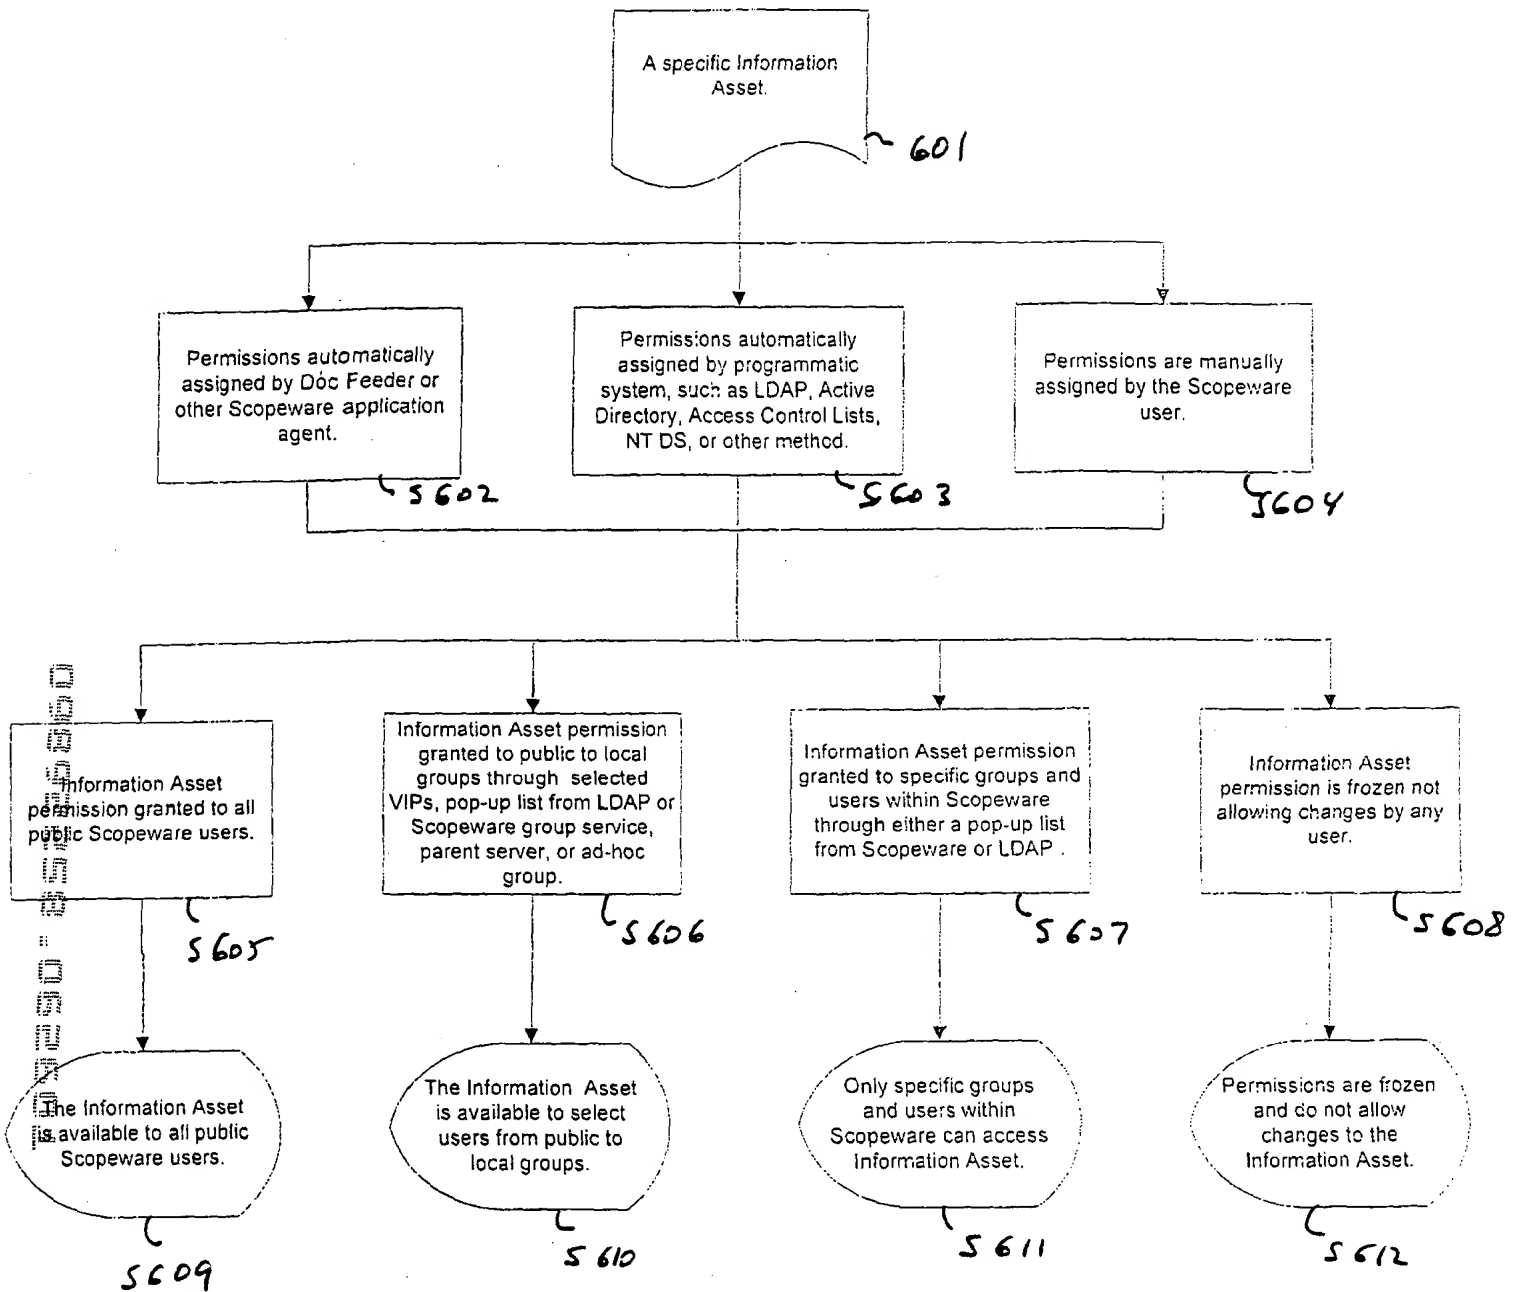 A specific Information
Asset.
601
Permissions automatically
assigned by Doc Feeder or
other Scopeware application
agent.
S602
Permissions automatically
assigned by programmatic
system, such as LDAP, Active
Directory, Access Control Lists,
NT DS, or other method.
S603
Permissions are manually
assigned by the Scopeware
user.
S604
Information Asset
permission granted to all
public Scopeware users.
S605
Information Asset permission
granted to public to local
groups through selected
VIPs, pop-up list from LDAP or
Scopeware group service,
parent server, or ad-hoc
group.
S606
Information Asset permission
granted to specific groups and
users within Scopeware
through either a pop-up list
from Scopeware or LDAP .
S607
Information Asset
permission is frozen not
allowing changes by any
user.
S608
The Information Asset
is available to all public
Scopeware users.
S609
The Information Asset
is available to select
users from public to
local groups.
S610
Only specific groups
and users within
Scopeware can access
Information Asset.
S611
Permissions are frozen
and do not allow
changes to the
Information Asset.
S612